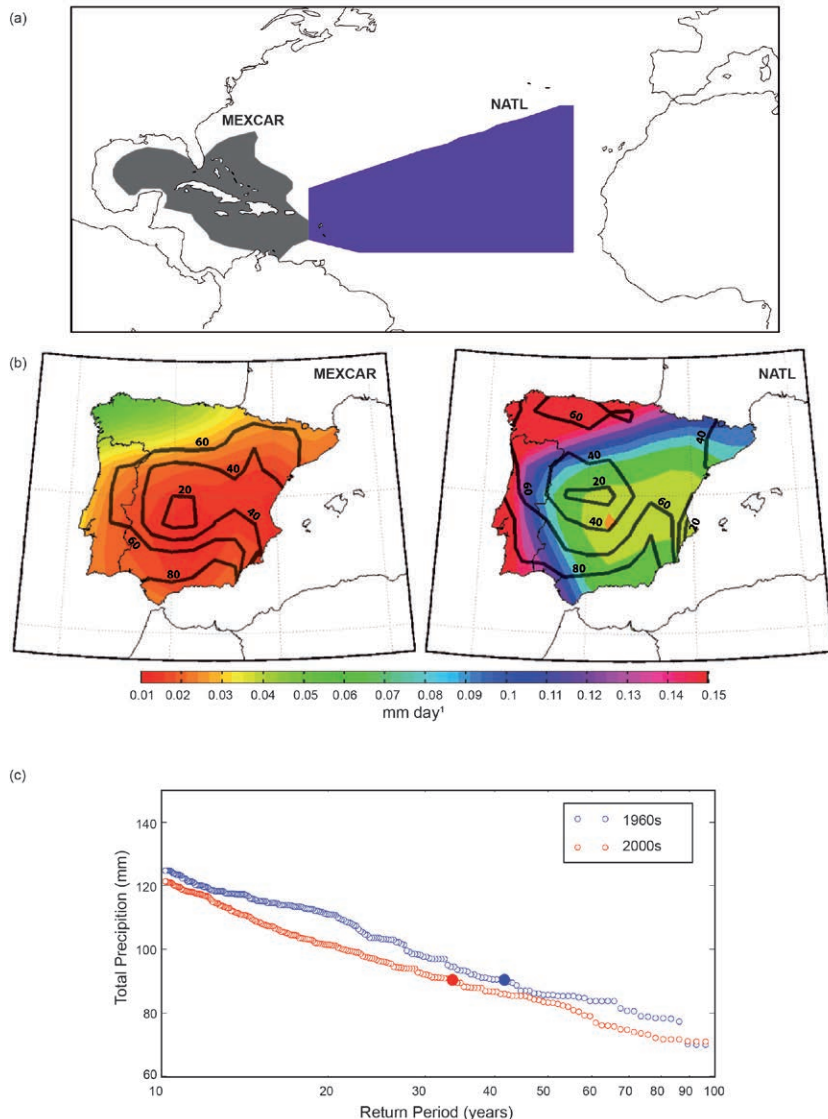 (a)
MEXCAR
NATL
(b)
MEXCAR
60
40
20
40
60
80
NATL
60
40
40
20
60
40
60
20
80
0.01 0.02 0.03 0.04 0.05 0.06 0.07 0.08 0.09 0.1 0.11 0.12 0.13 0.14 0.15
mm day¹
(c)
Total Precipition (mm)
140
120
100
80
60
1960s
2000s
10 20 30 40 50 60 70 80 90 100
Return Period (years)